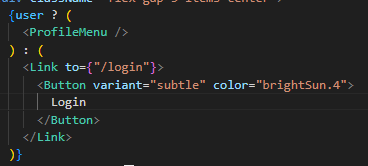 {user ? (
<ProfileMenu />
) : (
<Link to={"/login"}>
<Button variant="subtle" color="brightSun.4">
Login
</Button>
</Link>
)}